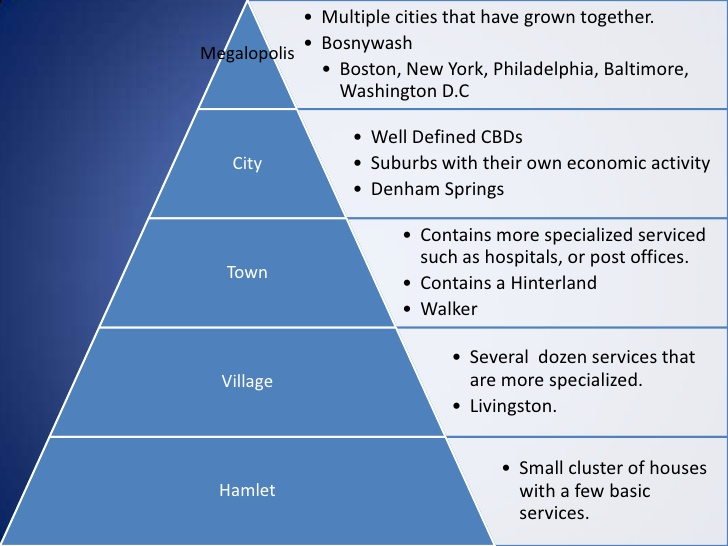 Megalopolis
• Multiple cities that have grown together.
• Bosnywash
• Boston, New York, Philadelphia, Baltimore,
Washington D.C
City
• Well Defined CBDs
• Suburbs with their own economic activity
• Denham Springs
Town
• Contains more specialized serviced
such as hospitals, or post offices.
• Contains a Hinterland
• Walker
Village
• Several  dozen services that
are more specialized.
• Livingston.
Hamlet
• Small cluster of houses
with a few basic
services.